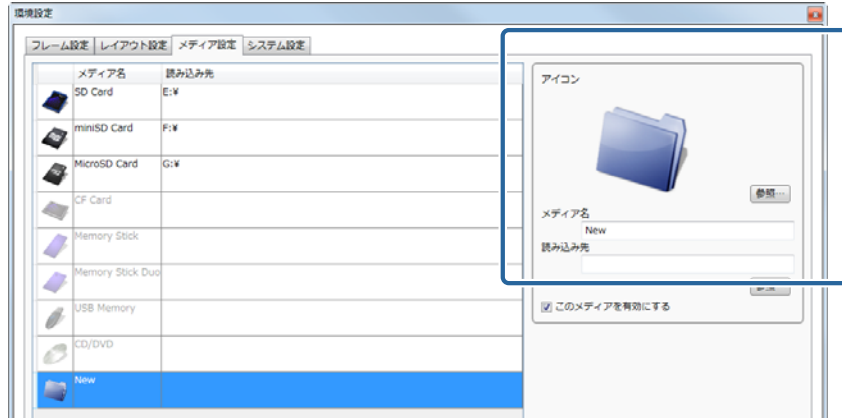 環境設定
フレーム設定 レイアウト設定 メディア設定 システム設定
メディア名 読み込み先
SD Card E:¥
miniSD Card F:¥
MicroSD Card G:¥
CF Card
Memory Stick
Memory Stick Duo
USB Memory
CD/DVD
New
アイコン
参照…
メディア名
New
読み込み先
このメディアを有効にする